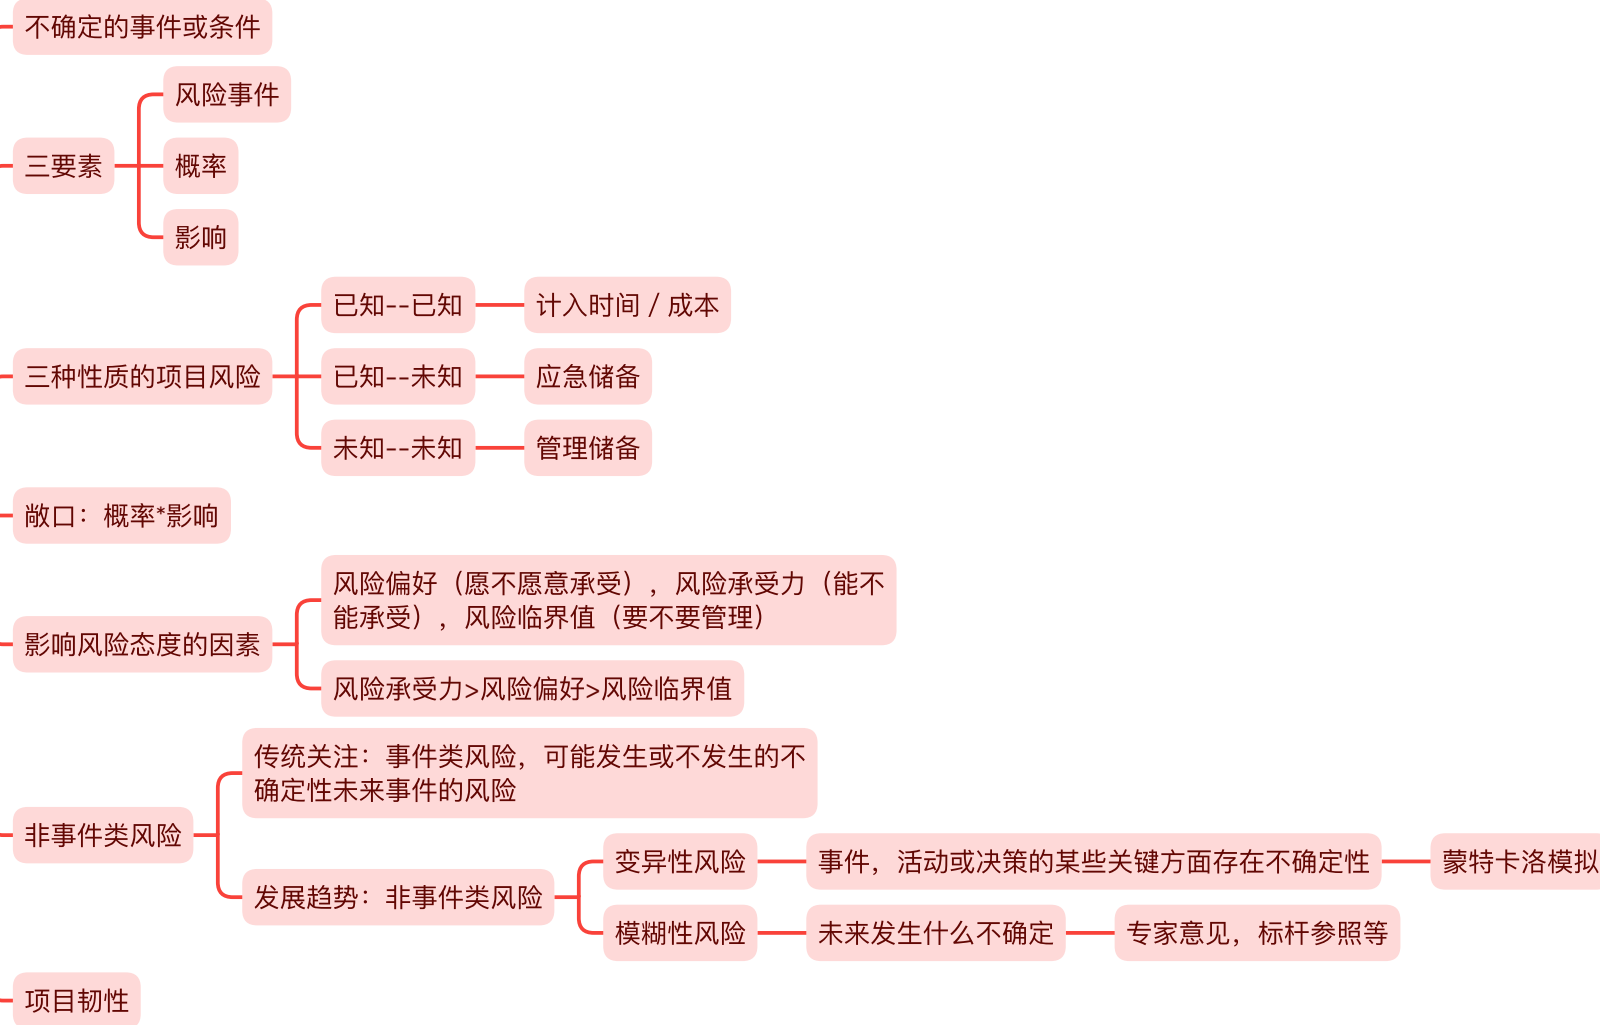 不确定的事件或条件
三要素
风险事件
概率
影响
三种性质的项目风险
已知--已知
计入时间 / 成本
已知--未知
应急储备
未知--未知
管理储备
敞口：概率*影响
影响风险态度的因素
风险偏好（愿不愿意承受），风险承受力（能不
能承受），风险临界值（要不要管理）
风险承受力>风险偏好>风险临界值
非事件类风险
传统关注：事件类风险，可能发生或不发生的不
确定性未来事件的风险
发展趋势：非事件类风险
变异性风险
事件，活动或决策的某些关键方面存在不确定性
蒙特卡洛模拟
模糊性风险
未来发生什么不确定
专家意见，标杆参照等
项目韧性